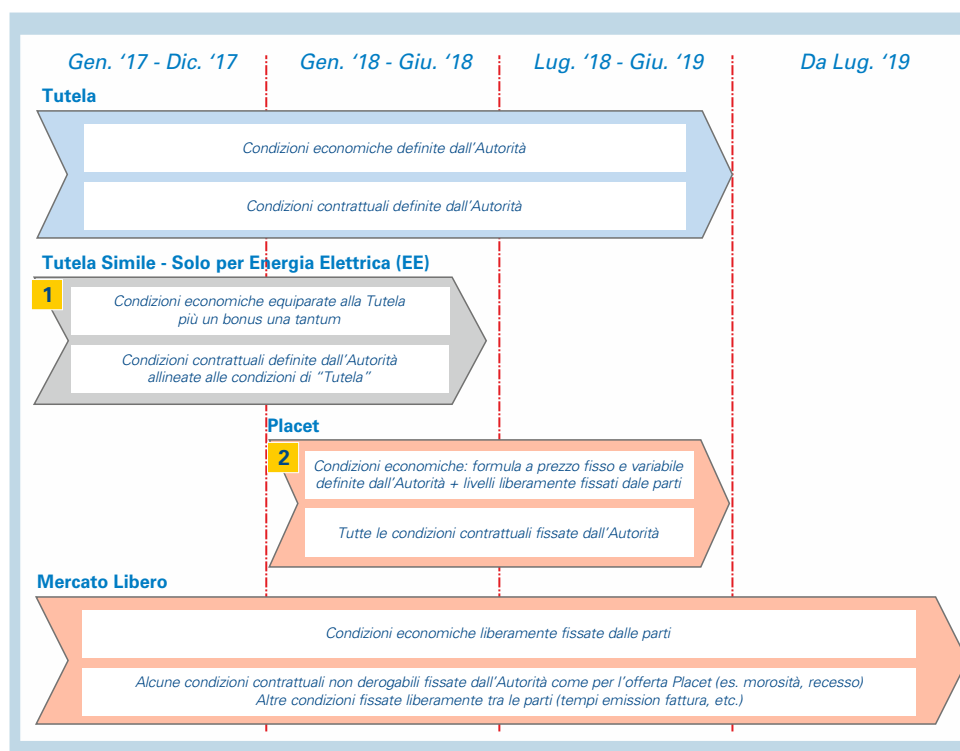 Gen. ‘17 - Dic. ‘17
Gen. ‘18 - Giu. ‘18
Lug. ‘18 - Giu. ‘19
Da Lug. ‘19
Tutela
Condizioni economiche definite dall’Autorità
Condizioni contrattuali definite dall’Autorità
Tutela Simile - Solo per Energia Elettrica (EE)
1
Condizioni economiche equiparate alla Tutela
più un bonus una tantum
Condizioni contrattuali definite dall’Autorità
allineate alle condizioni di “Tutela”
Placet
2
Condizioni economiche: formula a prezzo fisso e variabile
definite dall’Autorità + livelli liberamente fissati dale parti
Tutte le condizioni contrattuali fissate dall’Autorità
Mercato Libero
Condizioni economiche liberamente fissate dalle parti
Alcune condizioni contrattuali non derogabili fissate dall’Autorità come per l’offerta Placet (es. morosità, recesso)
Altre condizioni fissate liberamente tra le parti (tempi emission fattura, etc.)